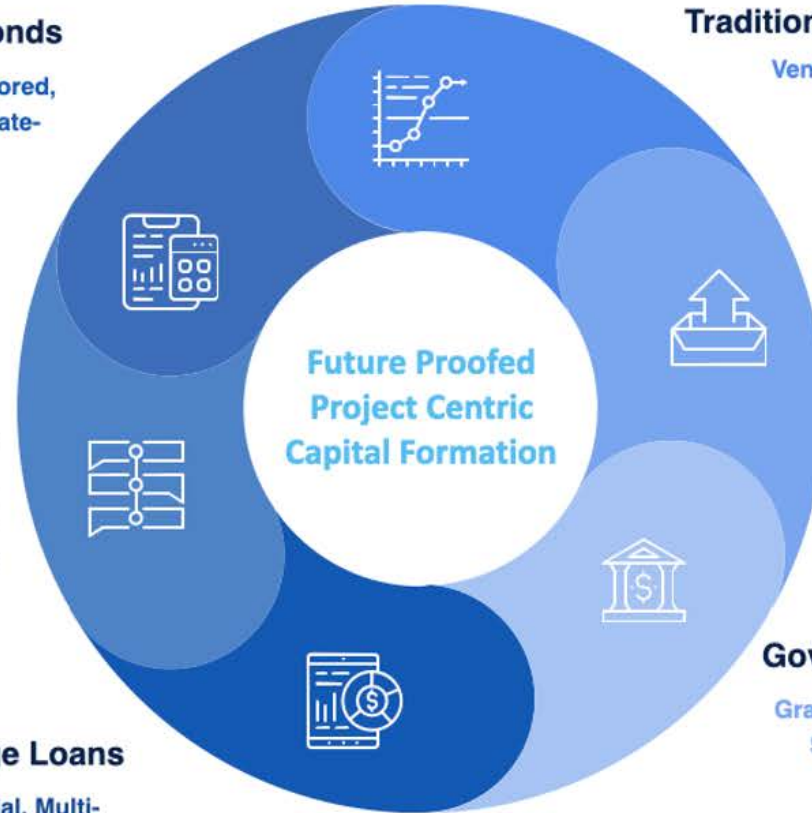 onds
ored,
ate-
Tradition
Ven
Future Proofed
Project Centric
Capital Formation
Gov
Gra
e Loans
al, Multi-